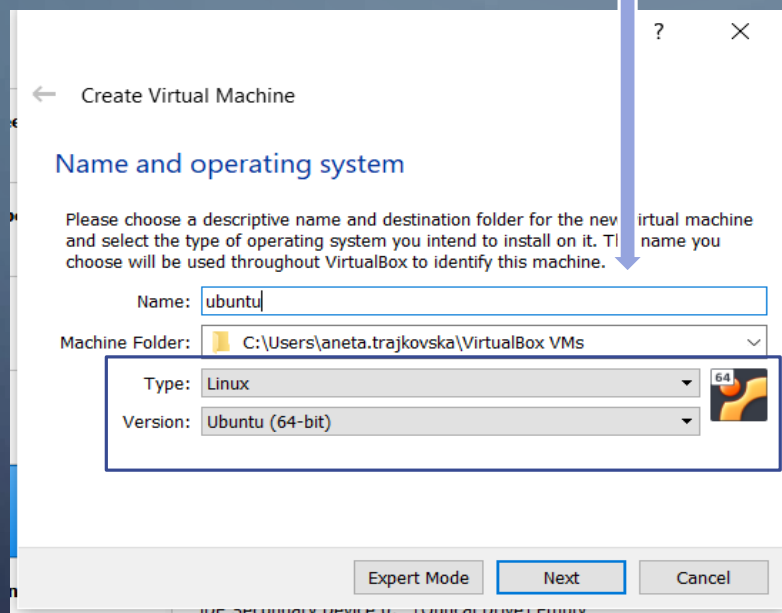 ?
Create Virtual Machine
Name and operating system
Please choose a descriptive name and destination folder for the new irtual machine
and select the type of operating system you intend to install on it. T name you
choose will be used throughout VirtualBox to identify this machine.
Name: ubuntu
Machine Folder: C:\Users\aneta.trajkovska\VirtualBox VMs
Type: Linux
64
Version: Ubuntu (64-bit)
Expert Mode Next Cancel